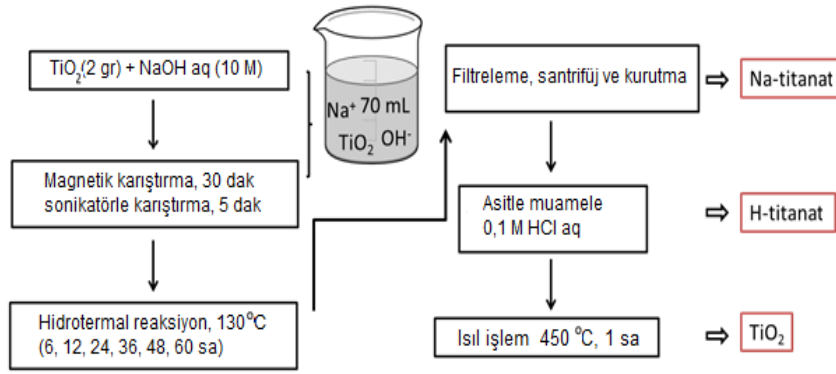 TiO₂(2 gr) + NaOH aq (10 M)
Magnetik karıştırma, 30 dak
sonikatörle karıştırma, 5 dak
Hidrotermal reaksiyon, 130°C
(6, 12, 24, 36, 48, 60 sa)
Na⁺ 70 mL
TiO₂ OH⁻
Filtreleme, santrifüj ve kurutma
Na-titanat
Asitle muamele
0,1 M HCl aq
H-titanat
Isıl işlem 450 °C, 1 sa
TiO₂